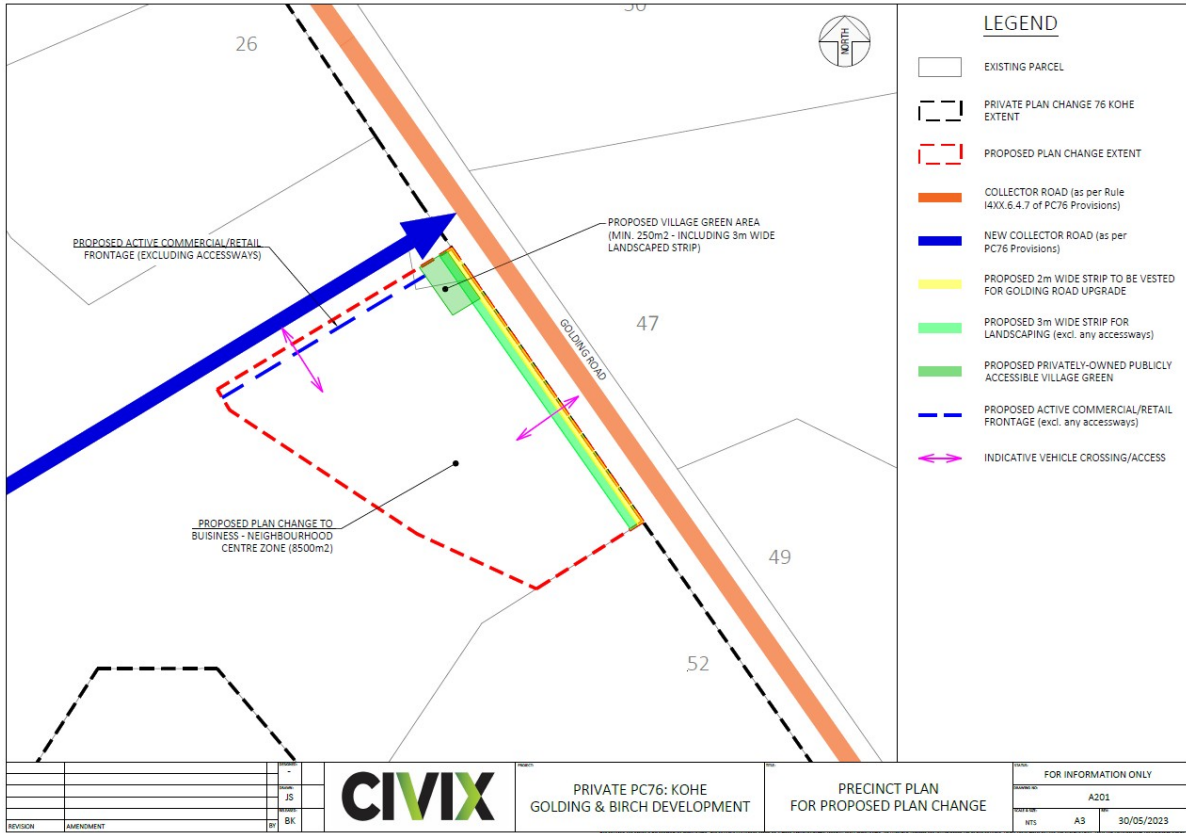 26
30
NORTH
PROPOSED ACTIVE COMMERCIAL/RETAIL
FRONTAGE (EXCLUDING ACCESSWAYS)
PROPOSED VILLAGE GREEN AREA
(MIN. 250m2 - INCLUDING 3m WIDE
LANDSCAPED STRIP)
GOLDING ROAD
47
PROPOSED PLAN CHANGE TO
BUISINESS - NEIGHBOURHOOD
CENTRE ZONE (8500m2)
49
52
LEGEND
EXISTING PARCEL
PRIVATE PLAN CHANGE 76 KOHE
EXTENT
PROPOSED PLAN CHANGE EXTENT
COLLECTOR ROAD (as per Rule
I4XX.6.4.7 of PC76 Provisions)
NEW COLLECTOR ROAD (as per
PC76 Provisions)
PROPOSED 2m WIDE STRIP TO BE VESTED
FOR GOLDING ROAD UPGRADE
PROPOSED 3m WIDE STRIP FOR
LANDSCAPING (excl. any accessways)
PROPOSED PRIVATELY-OWNED PUBLICLY
ACCESSIBLE VILLAGE GREEN
PROPOSED ACTIVE COMMERCIAL/RETAIL
FRONTAGE (excl. any accessways)
INDICATIVE VEHICLE CROSSING/ACCESS
REVISION AMENDMENT BY
-
JS
BK
CIVIX
PRIVATE PC76: KOHE
GOLDING & BIRCH DEVELOPMENT
PRECINCT PLAN
FOR PROPOSED PLAN CHANGE
FOR INFORMATION ONLY
A201
NTS A3 30/05/2023